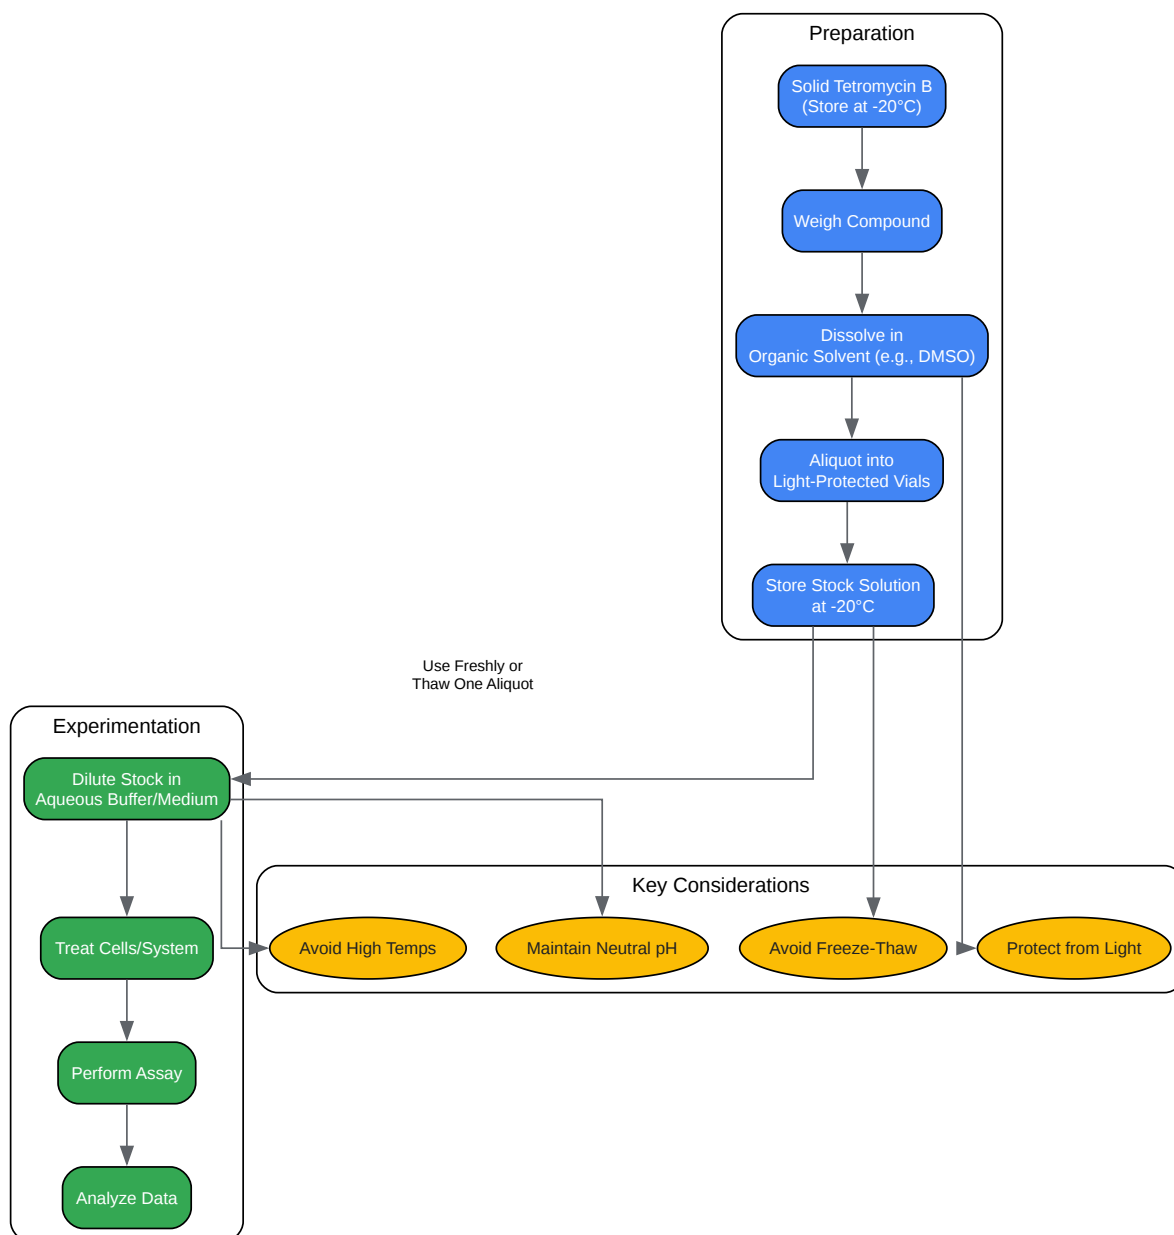 Preparation
Solid Tetromycin B
(Store at -20°C)
Weigh Compound
Dissolve in
Organic Solvent (e.g., DMSO)
Aliquot into
Light-Protected Vials
Store Stock Solution
at -20°C
Use Freshly or
Thaw One Aliquot
Experimentation
Dilute Stock in
Aqueous Buffer/Medium
Treat Cells/System
Perform Assay
Analyze Data
Key Considerations
Avoid High Temps
Maintain Neutral pH
Avoid Freeze-Thaw
Protect from Light